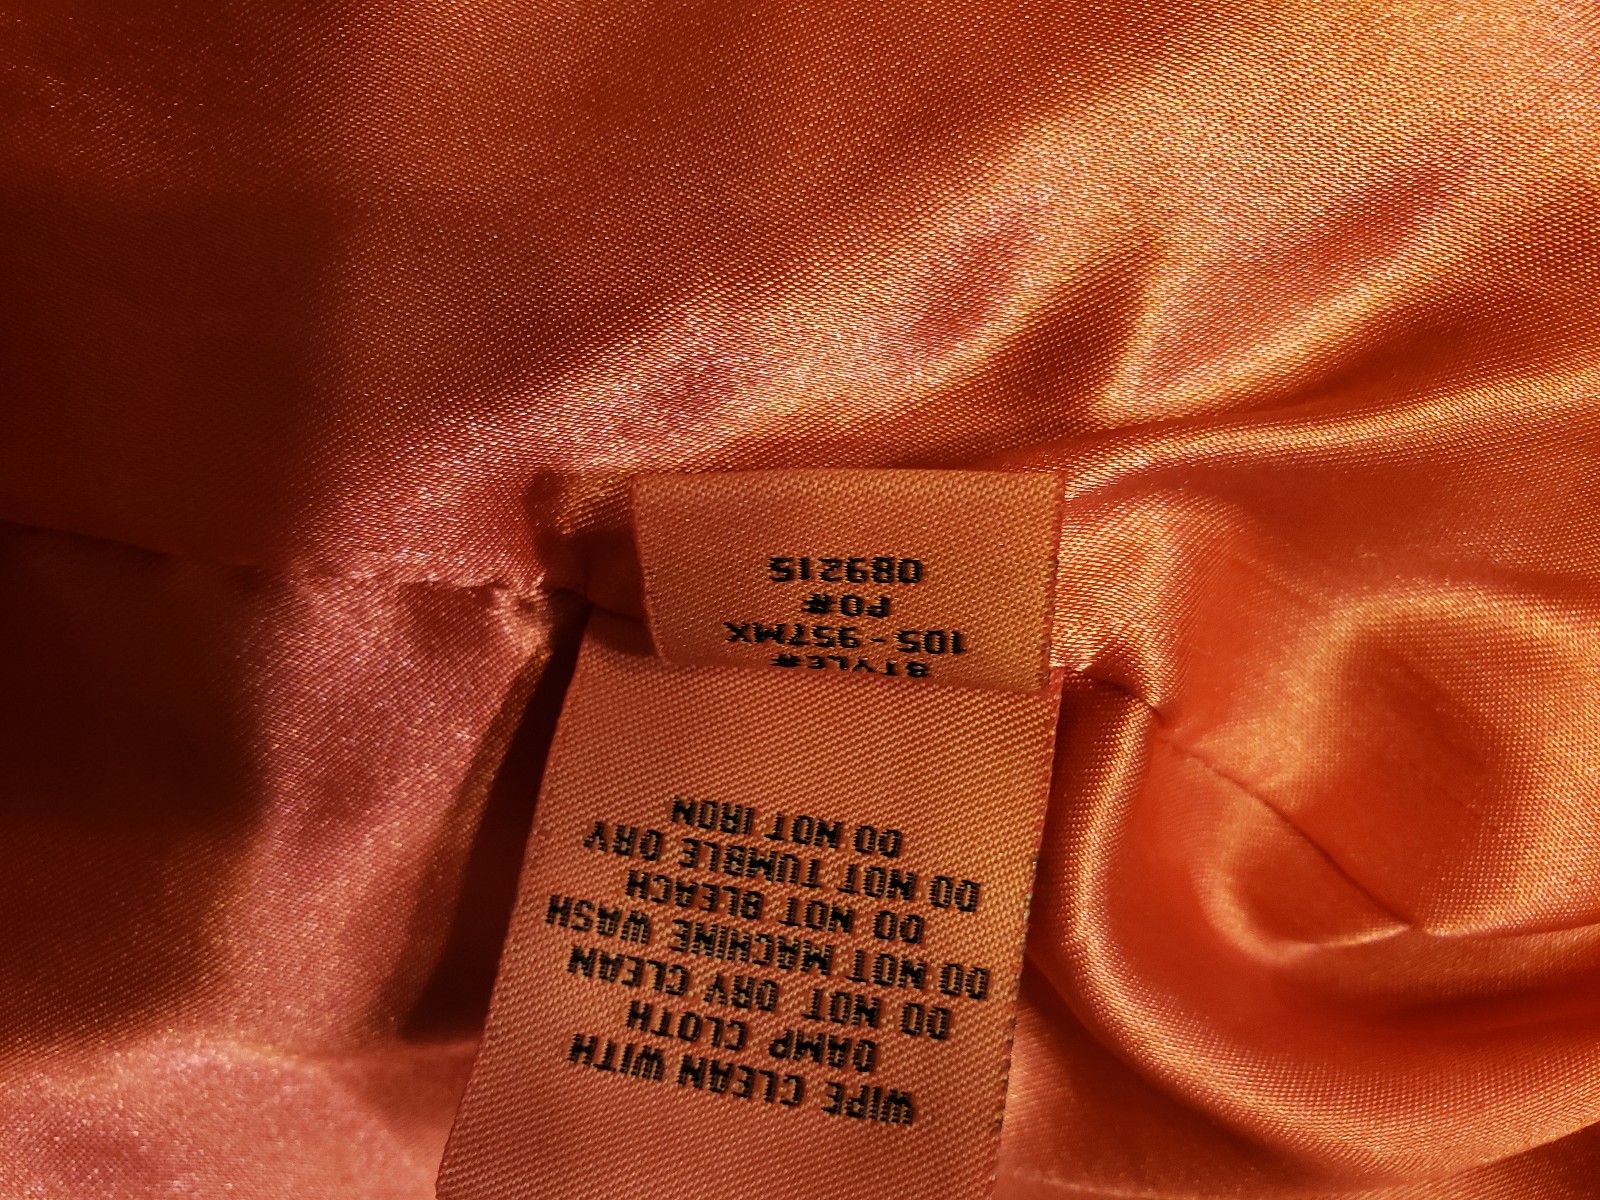 WIPE CLEAN WITH
DAMP CLOTH
DO NOT DRY CLEAN
DO NOT MACHINE WASH
DO NOT BLEACH
DO NOT TUMBLE DRY
DO NOT IRON
STYLE#
105-957MX
PO#
089215